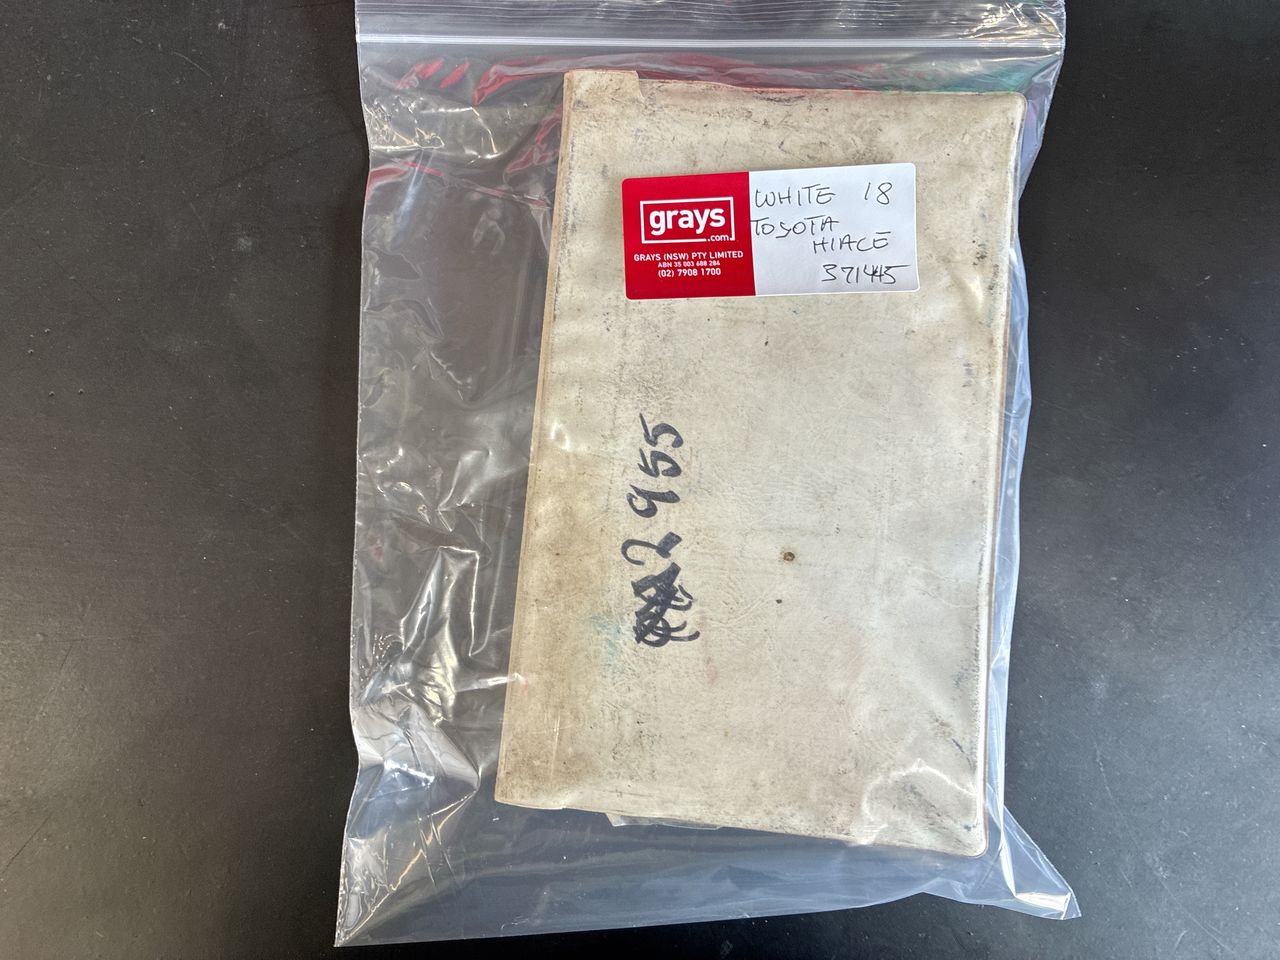 grays
.com
GRAYS (NSW) PTY LIMITED
ABN 35 003 688 284
(02) 7908 1700
WHITE 18
TOYOTA
HIACE
371445
2955